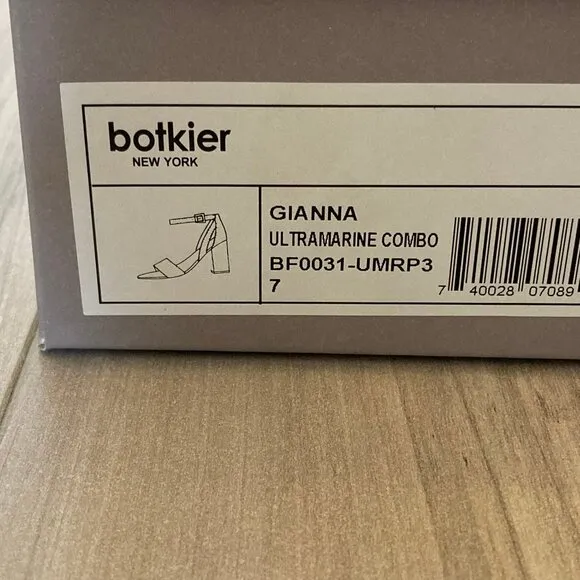 botkier
NEW YORK
GIANNA
ULTRAMARINE COMBO
BF0031-UMRP3
7
7 40028 07089